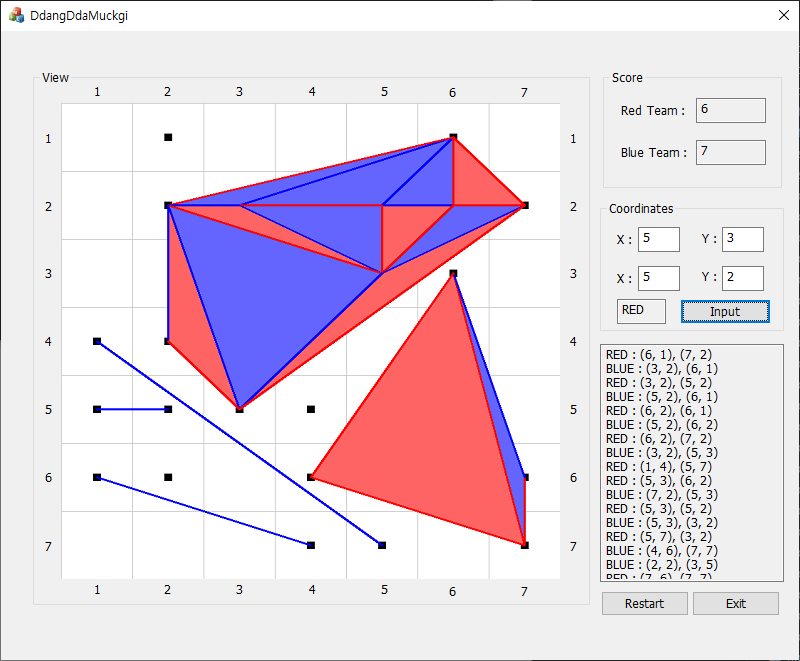 DdangDdaMuckgi
View
1 2 3 4 5 6 7
1 1
2 2
3 3
4 4
5 5
6 6
7 7
1 2 3 4 5 6 7
Score
Red Team : 6
Blue Team : 7
Coordinates
X : 5 Y : 3
X : 5 Y : 2
RED Input
RED : (6, 1), (7, 2)
BLUE : (3, 2), (6, 1)
RED : (3, 2), (5, 2)
BLUE : (5, 2), (6, 1)
RED : (6, 2), (6, 1)
BLUE : (5, 2), (6, 2)
RED : (6, 2), (7, 2)
BLUE : (3, 2), (5, 3)
RED : (1, 4), (5, 7)
RED : (5, 3), (6, 2)
BLUE : (7, 2), (5, 3)
RED : (5, 3), (5, 2)
BLUE : (5, 3), (3, 2)
RED : (5, 7), (3, 2)
BLUE : (4, 6), (7, 7)
BLUE : (2, 2), (3, 5)
RED : (7, 6), (7, 7)
Restart Exit